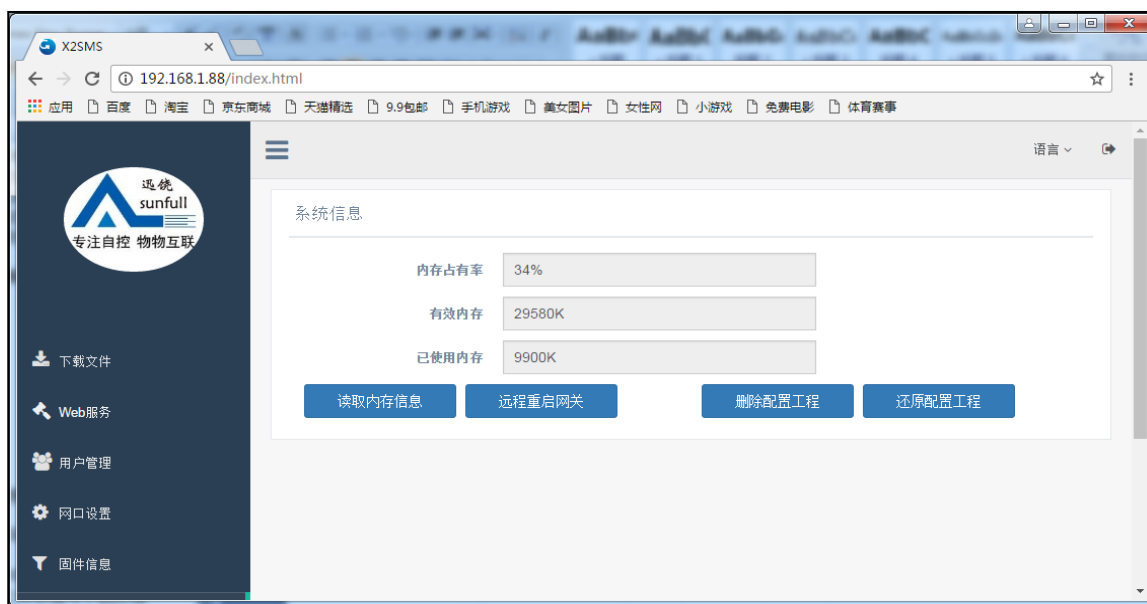 X2SMS
192.168.1.88/index.html
应用 百度 淘宝 京东商城 天猫精选 9.9包邮 手机游戏 美女图片 女性网 小游戏 免费电影 体育赛事
语言
迅饶
sunfull
专注自控 物物互联
系统信息
内存占有率 34%
有效内存 29580K
已使用内存 9900K
读取内存信息 远程重启网关 删除配置工程 还原配置工程
下载文件
Web服务
用户管理
网口设置
固件信息